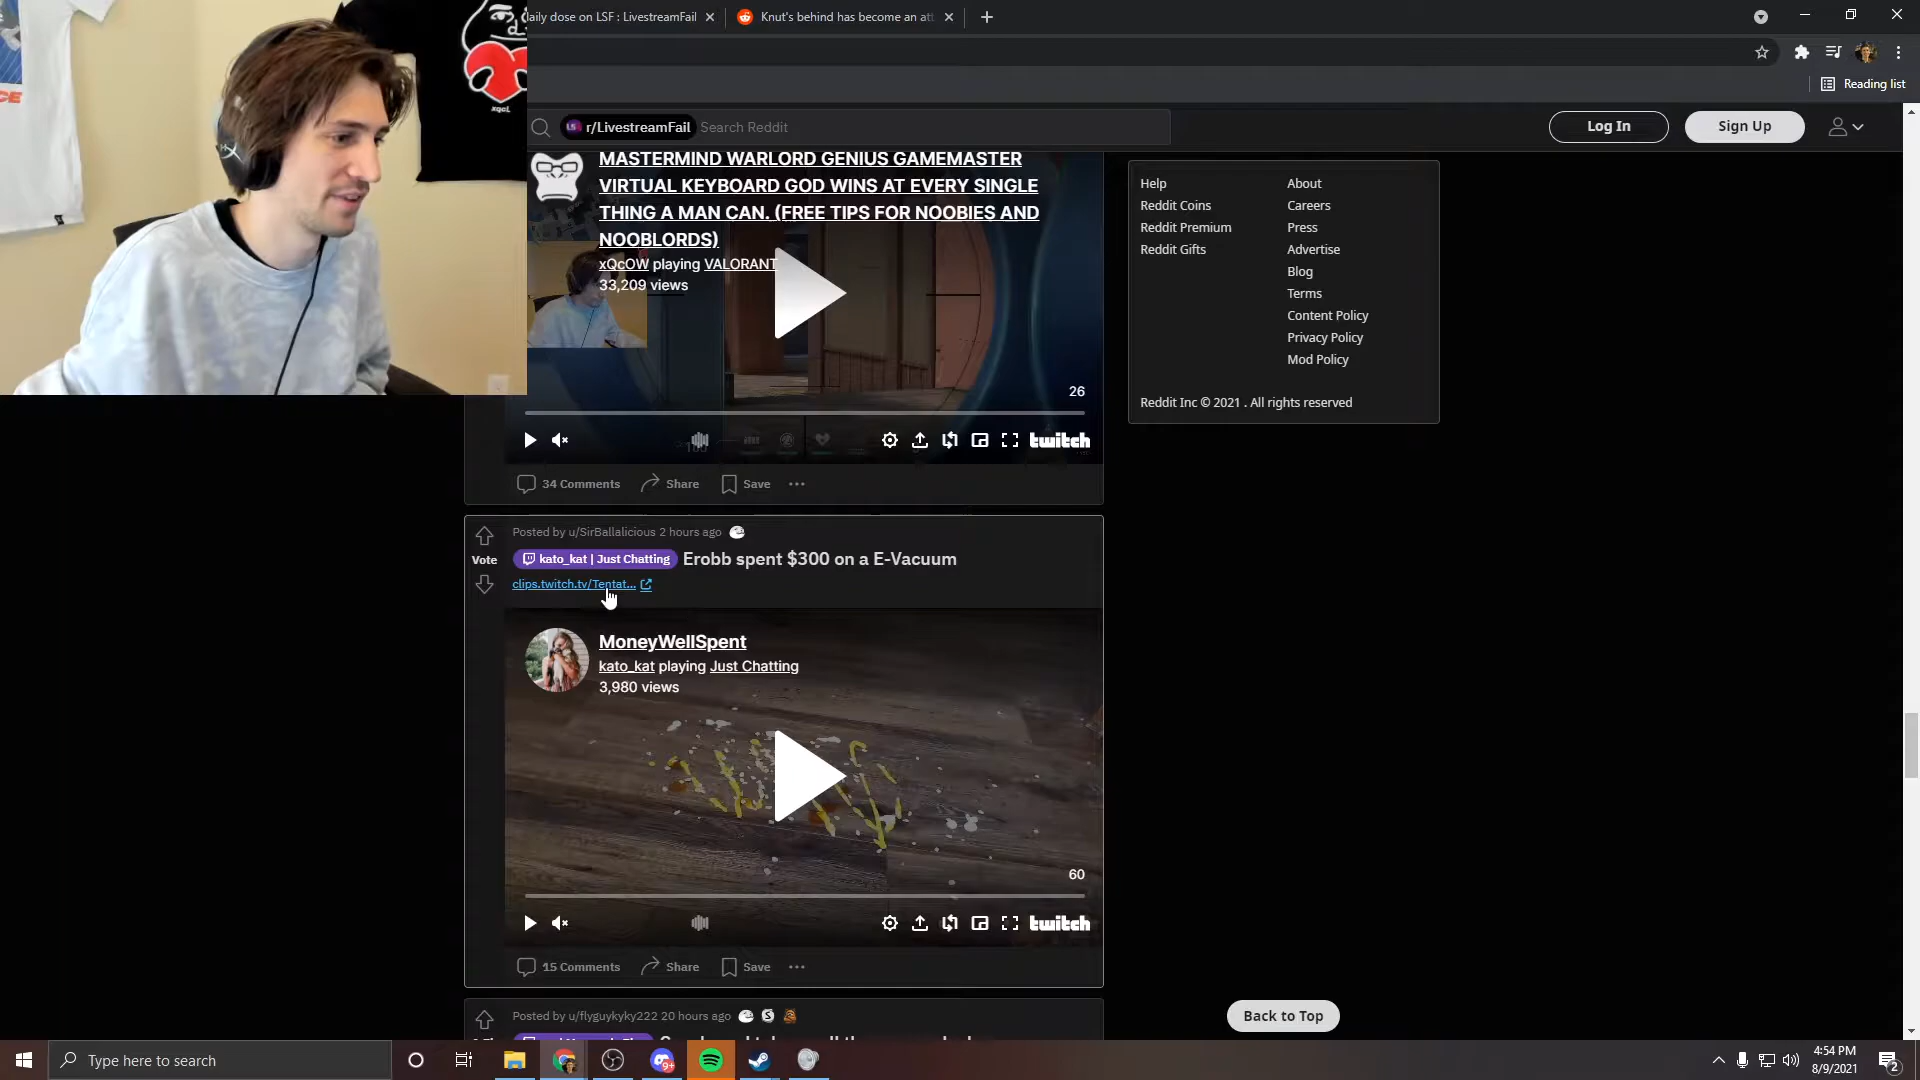 aily dose on LSF : LivestreamFail
Knut's behind has become an att
Reading list
r/LivestreamFail Search Reddit
Log In
Sign Up
xqcL
MASTERMIND WARLORD GENIUS GAMEMASTER
VIRTUAL KEYBOARD GOD WINS AT EVERY SINGLE
THING A MAN CAN. (FREE TIPS FOR NOOBIES AND
NOOBLORDS)
xQcOW playing VALORANT
33,209 views
26
twitch
34 Comments Share Save
Help
Reddit Coins
Reddit Premium
Reddit Gifts
About
Careers
Press
Advertise
Blog
Terms
Content Policy
Privacy Policy
Mod Policy
Reddit Inc © 2021 . All rights reserved
Posted by u/SirBallalicious 2 hours ago
Vote
kato_kat | Just Chatting Erobb spent $300 on a E-Vacuum
clips.twitch.tv/Tentat...
MoneyWellSpent
kato_kat playing Just Chatting
3,980 views
60
twitch
15 Comments Share Save
Posted by u/flyguykyky222 20 hours ago
Back to Top
Type here to search
9+
4:54 PM
8/9/2021
2